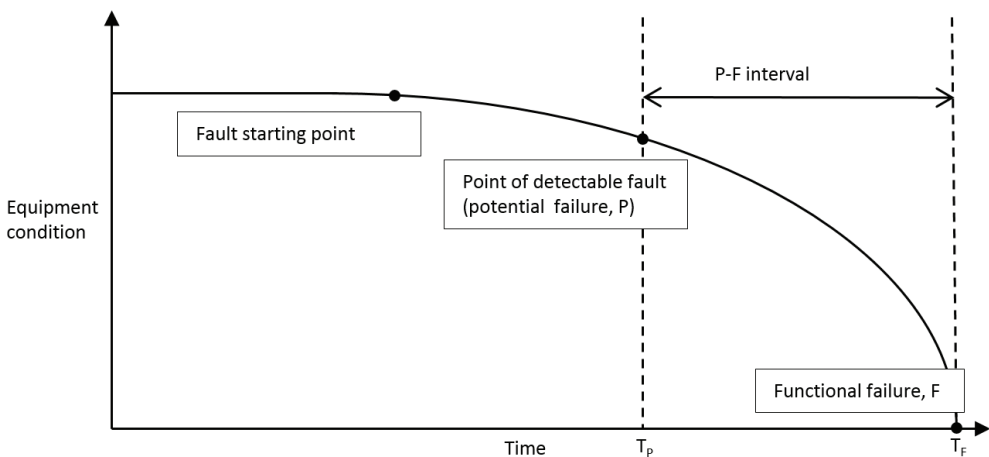 P-F interval
Fault starting point
Point of detectable fault
(potential failure, P)
Equipment
condition
Functional failure, F
Time
TP
TF